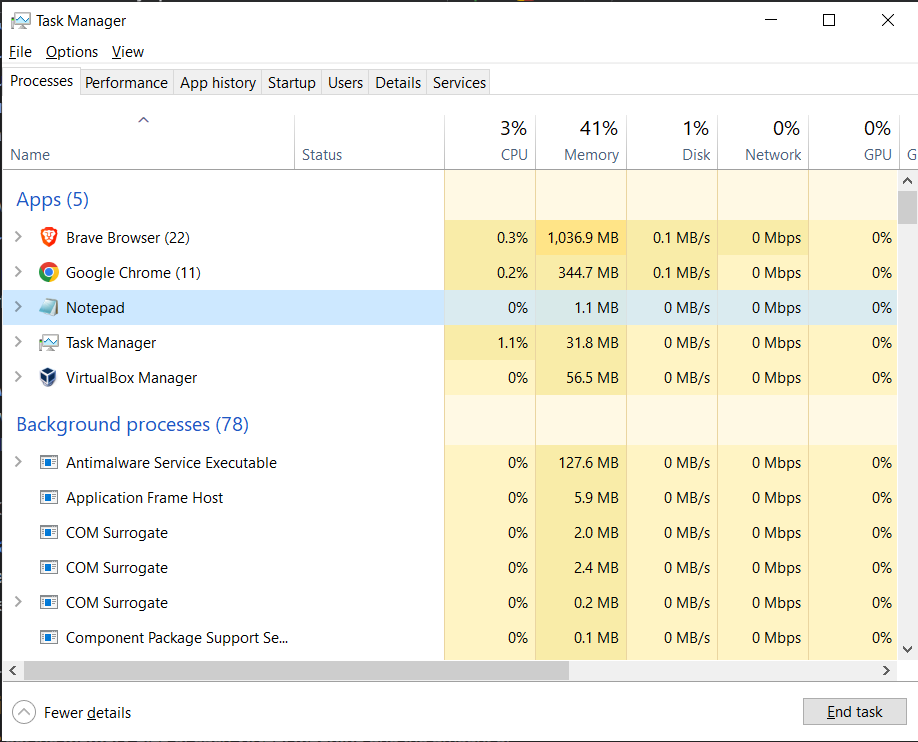 Task Manager
File Options View
Processes Performance App history Startup Users Details Services
3% 41% 1% 0% 0%
Name Status CPU Memory Disk Network GPU G
Apps (5)
Brave Browser (22) 0.3% 1,036.9 MB 0.1 MB/s 0 Mbps 0%
Google Chrome (11) 0.2% 344.7 MB 0.1 MB/s 0 Mbps 0%
Notepad 0% 1.1 MB 0 MB/s 0 Mbps 0%
Task Manager 1.1% 31.8 MB 0 MB/s 0 Mbps 0%
VirtualBox Manager 0% 56.5 MB 0 MB/s 0 Mbps 0%
Background processes (78)
Antimalware Service Executable 0% 127.6 MB 0 MB/s 0 Mbps 0%
Application Frame Host 0% 5.9 MB 0 MB/s 0 Mbps 0%
COM Surrogate 0% 2.0 MB 0 MB/s 0 Mbps 0%
COM Surrogate 0% 2.4 MB 0 MB/s 0 Mbps 0%
COM Surrogate 0% 0.2 MB 0 MB/s 0 Mbps 0%
Component Package Support Se... 0% 0.1 MB 0 MB/s 0 Mbps 0%
Fewer details End task